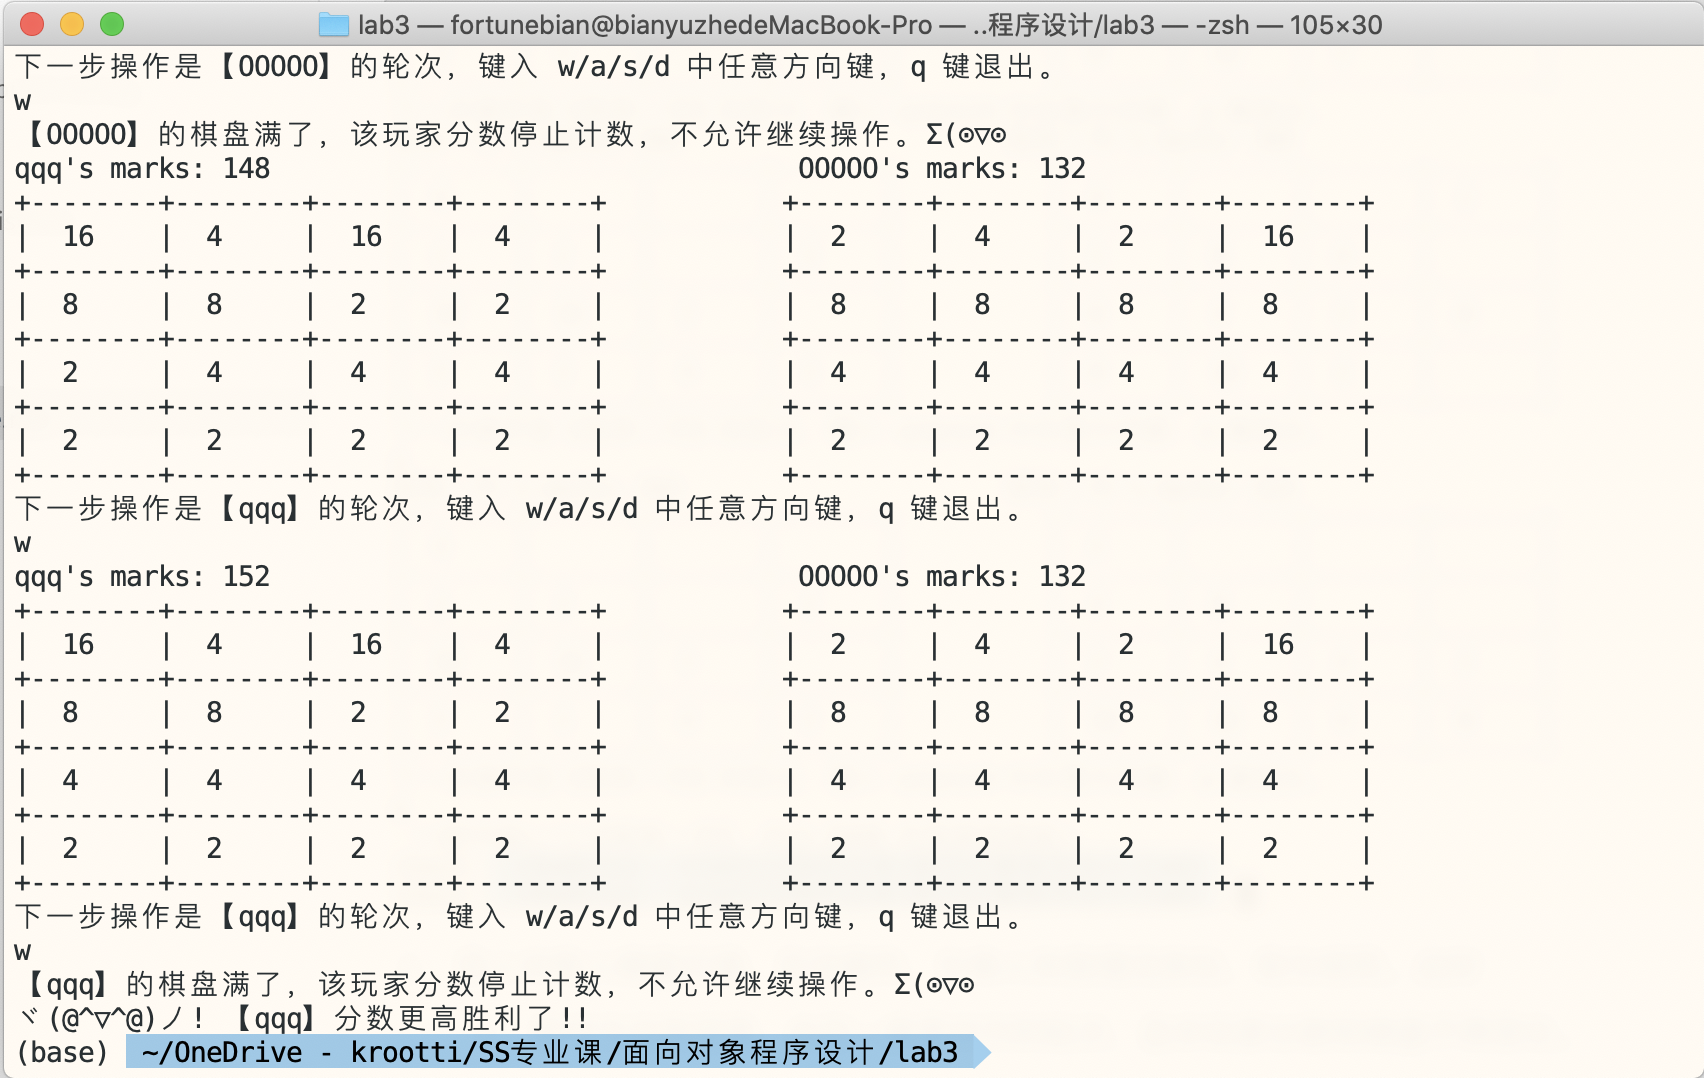 lab3 — fortunebian@bianyuzhedeMacBook-Pro — ..程序设计/lab3 — -zsh — 105×30
下一步操作是【OOOOO】的轮次, 键入 w/a/s/d 中任意方向键, q 键退出。
w
【OOOOO】的棋盘满了, 该玩家分数停止计数, 不允许继续操作。Σ(⊙▽⊙
qqq's marks: 148                                 OOOOO's marks: 132
+--------+--------+--------+--------+           +--------+--------+--------+--------+
|  16    |  4     |  16    |  4     |           |  2     |  4     |  2     |  16    |
+--------+--------+--------+--------+           +--------+--------+--------+--------+
|  8     |  8     |  2     |  2     |           |  8     |  8     |  8     |  8     |
+--------+--------+--------+--------+           +--------+--------+--------+--------+
|  2     |  4     |  4     |  4     |           |  4     |  4     |  4     |  4     |
+--------+--------+--------+--------+           +--------+--------+--------+--------+
|  2     |  2     |  2     |  2     |           |  2     |  2     |  2     |  2     |
+--------+--------+--------+--------+           +--------+--------+--------+--------+
下一步操作是【qqq】的轮次, 键入 w/a/s/d 中任意方向键, q 键退出。
w
qqq's marks: 152                                 OOOOO's marks: 132
+--------+--------+--------+--------+           +--------+--------+--------+--------+
|  16    |  4     |  16    |  4     |           |  2     |  4     |  2     |  16    |
+--------+--------+--------+--------+           +--------+--------+--------+--------+
|  8     |  8     |  2     |  2     |           |  8     |  8     |  8     |  8     |
+--------+--------+--------+--------+           +--------+--------+--------+--------+
|  4     |  4     |  4     |  4     |           |  4     |  4     |  4     |  4     |
+--------+--------+--------+--------+           +--------+--------+--------+--------+
|  2     |  2     |  2     |  2     |           |  2     |  2     |  2     |  2     |
+--------+--------+--------+--------+           +--------+--------+--------+--------+
下一步操作是【qqq】的轮次, 键入 w/a/s/d 中任意方向键, q 键退出。
w
【qqq】的棋盘满了, 该玩家分数停止计数, 不允许继续操作。Σ(⊙▽⊙
ヾ(@^▽^@)ノ! 【qqq】分数更高胜利了!!
(base) ~/OneDrive - krootti/SS专业课/面向对象程序设计/lab3